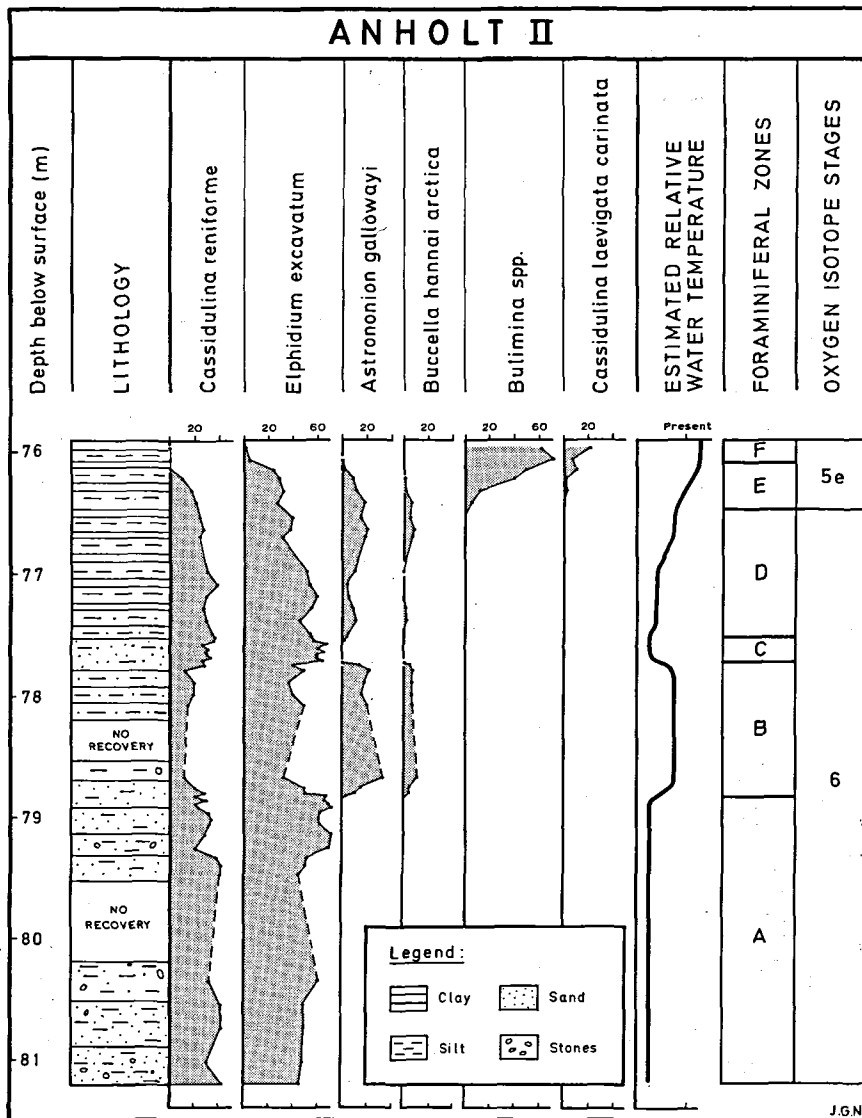 ANHOLT II
Depth below surface (m)
LITHOLOGY
Cassidulina reniforme
Elphidium excavatum
Astrononion gallowayi
Buccella hannai arctica
Bulimina spp.
Cassidulina laevigata carinata
ESTIMATED RELATIVE
WATER TEMPERATURE
FORAMINIFERAL ZONES
OXYGEN ISOTOPE STAGES
20 20 60 20 20 20 60 20 Present
76
77
78
79
80
81
NO
RECOVERY
NO
RECOVERY
F
E
D
C
B
A
5e
6
Legend:
Clay
Sand
Silt
Stones
J.G.N